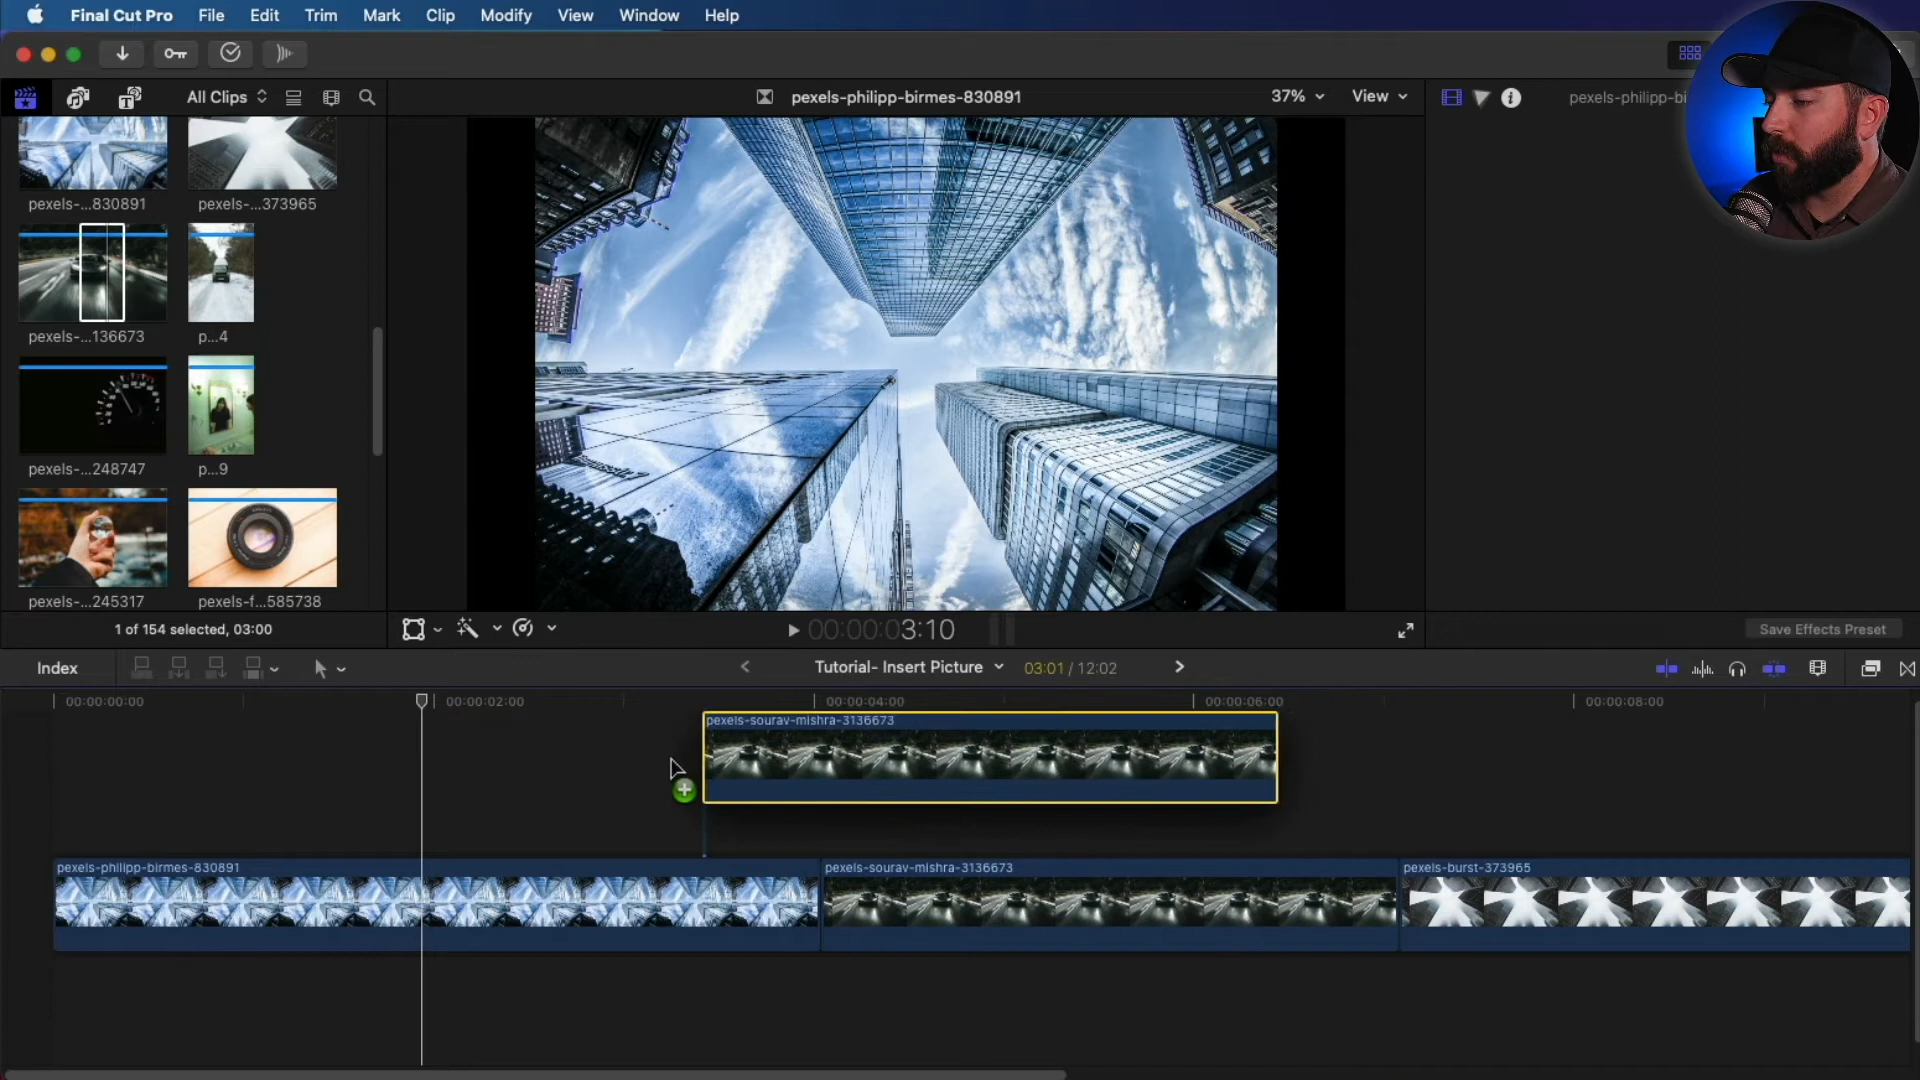 Final Cut Pro File Edit Trim Mark Clip Modify View Window Help
All Clips
pexels-philipp-birmes-830891
37% View
pexels-philipp-bi
pexels-...830891 pexels-...373965
pexels-...136673 p...4
pexels-...248747 p...9
pexels-...245317 pexels-f...585738
1 of 154 selected, 03:00
00:00:03:10
Save Effects Preset
Index
Tutorial- Insert Picture 03:01 / 12:02
00:00:00:00 00:00:02:00 00:00:04:00 00:00:06:00 00:00:08:00
pexels-sourav-mishra-3136673
pexels-philipp-birmes-830891 pexels-sourav-mishra-3136673 pexels-burst-373965